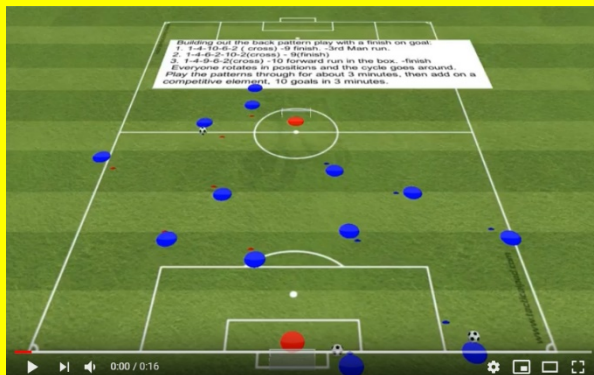 Building out the back pattern play with a finish on goal.
1. 1-4-10-6-2 ( cross) -9 finish. -3rd Man run.
2. 1-4-6-2-10-2(cross) - 9(finish)
3. 1-4-9-6-2(cross) -10 forward run in the box. -finish
Everyone rotates in positions and the cycle goes around.
Play the patterns through for about 3 minutes, then add on a
competitive element, 10 goals in 3 minutes.
0:00 / 0:16